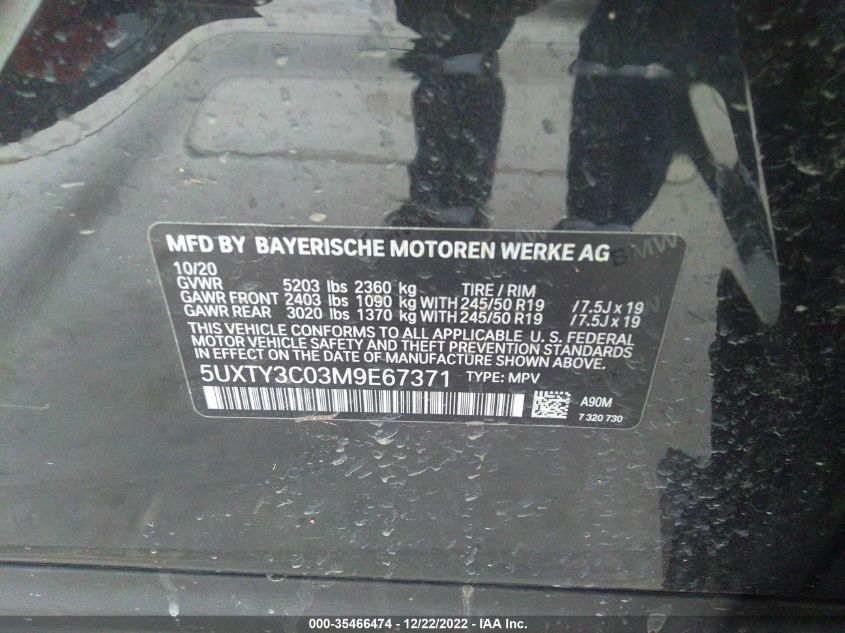 MFD BY BAYERISCHE MOTOREN WERKE AG
10/20
GVWR 5203 lbs 2360 kg TIRE / RIM
GAWR FRONT 2403 lbs 1090 kg WITH 245/50 R19 /7.5J x 19
GAWR REAR 3020 lbs 1370 kg WITH 245/50 R19 /7.5J x 19
THIS VEHICLE CONFORMS TO ALL APPLICABLE U. S. FEDERAL
MOTOR VEHICLE SAFETY AND THEFT PREVENTION STANDARDS
IN EFFECT ON THE DATE OF MANUFACTURE SHOWN ABOVE.
5UXTY3C03M9E67371 TYPE: MPV
A90M
7 320 730
BMW
000-35466474 - 12/22/2022 - IAA Inc.